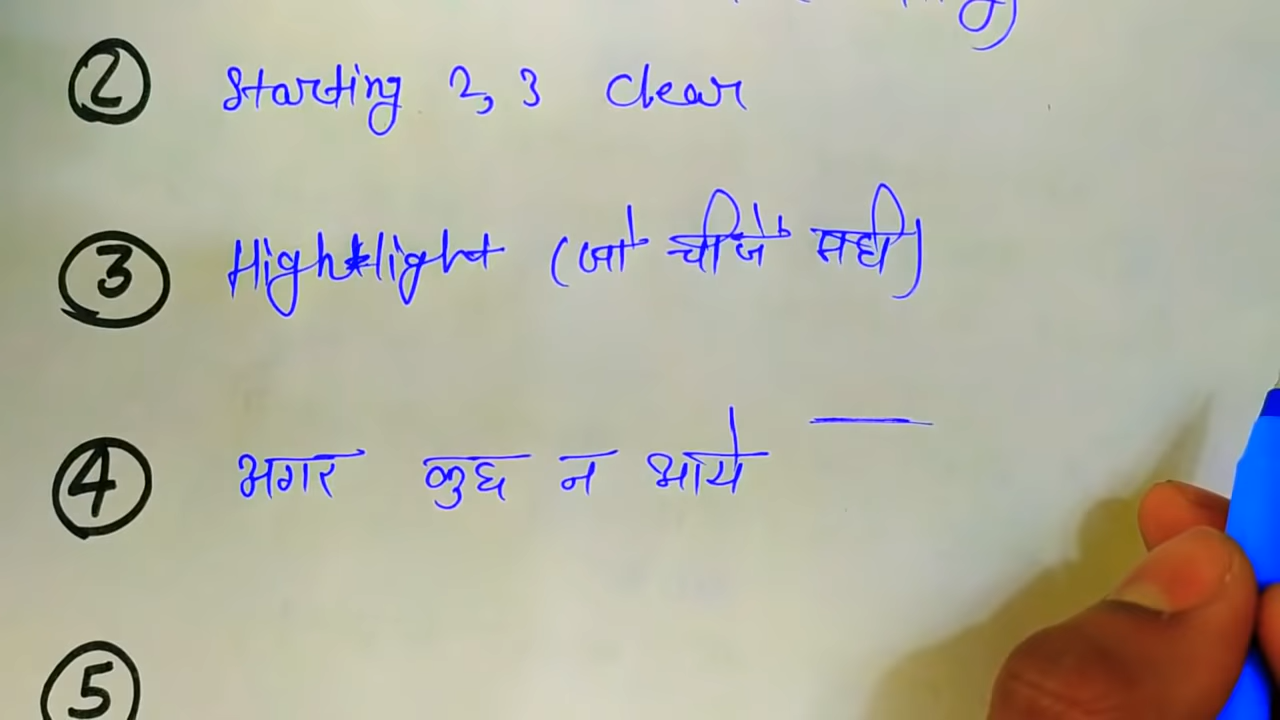 ② Starting 2, 3 clear
③ Highlight (जो चीजे सही)
④ अगर कुछ न आये —
⑤